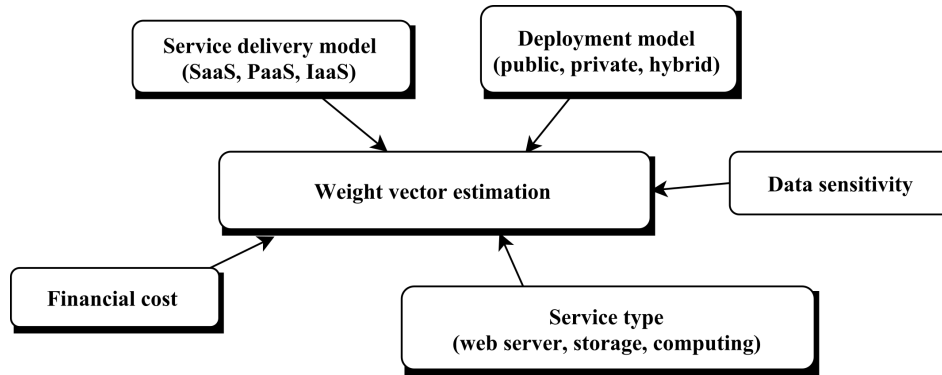 Service delivery model
(SaaS, PaaS, IaaS)
Deployment model
(public, private, hybrid)
Weight vector estimation
Data sensitivity
Financial cost
Service type
(web server, storage, computing)